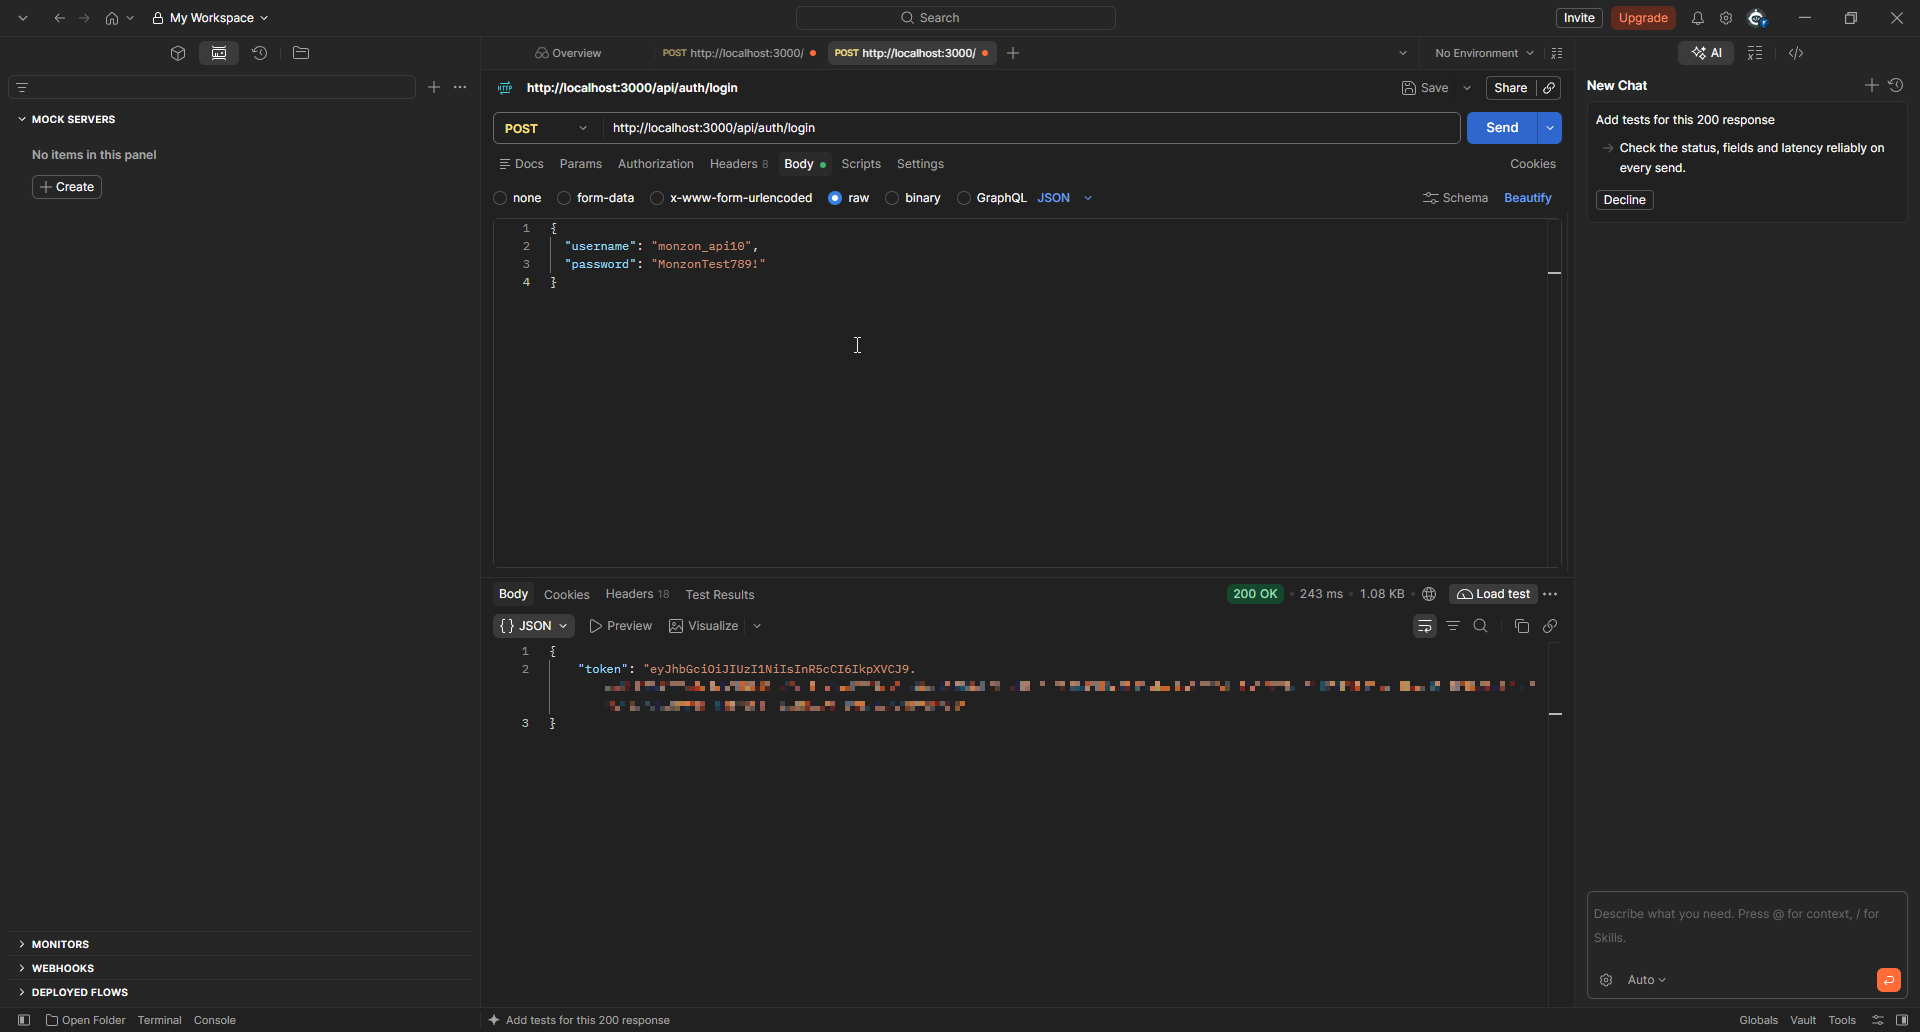 My Workspace
Search
Invite
Upgrade
Overview
POST http://localhost:3000/
POST http://localhost:3000/
No Environment
AI
http://localhost:3000/api/auth/login
Save
Share
New Chat
MOCK SERVERS
No items in this panel
Create
POST
http://localhost:3000/api/auth/login
Send
Docs
Params
Authorization
Headers 8
Body
Scripts
Settings
Cookies
none
form-data
x-www-form-urlencoded
raw
binary
GraphQL
JSON
Schema
Beautify
1 {
2 "username": "monzon_api10",
3 "password": "MonzonTest789!"
4 }
Add tests for this 200 response
Check the status, fields and latency reliably on
every send.
Decline
Body
Cookies
Headers 18
Test Results
200 OK
243 ms
1.08 KB
Load test
{} JSON
Preview
Visualize
1 {
2 "token": "eyJhbGciOiJIUzI1NiIsInR5cCI6IkpXVCJ9.
3 }
MONITORS
WEBHOOKS
DEPLOYED FLOWS
Describe what you need. Press @ for context, / for
Skills.
Auto
Open Folder
Terminal
Console
Add tests for this 200 response
Globals
Vault
Tools